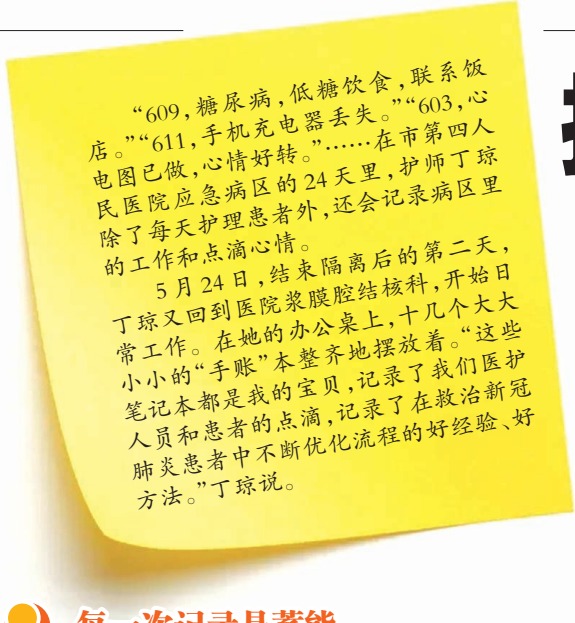 “609，糖尿病，低糖饮食，联系饭
店。”“611，手机充电器丢失。”“603，心
电图已做，心情好转。”……在市第四人
民医院应急病区的24天里，护师丁琼
除了每天护理患者外，还会记录病区里
的工作和点滴心情。
5月24日，结束隔离后的第二天，
丁琼又回到医院浆膜腔结核科，开始日
常工作。在她的办公桌上，十几个大大
小小的“手账”本整齐地摆放着。“这些
笔记本都是我的宝贝，记录了我们医护
人员和患者的点滴，记录了在救治新冠
肺炎患者中不断优化流程的好经验、好
方法。”丁琼说。
每一次记录是蓄能